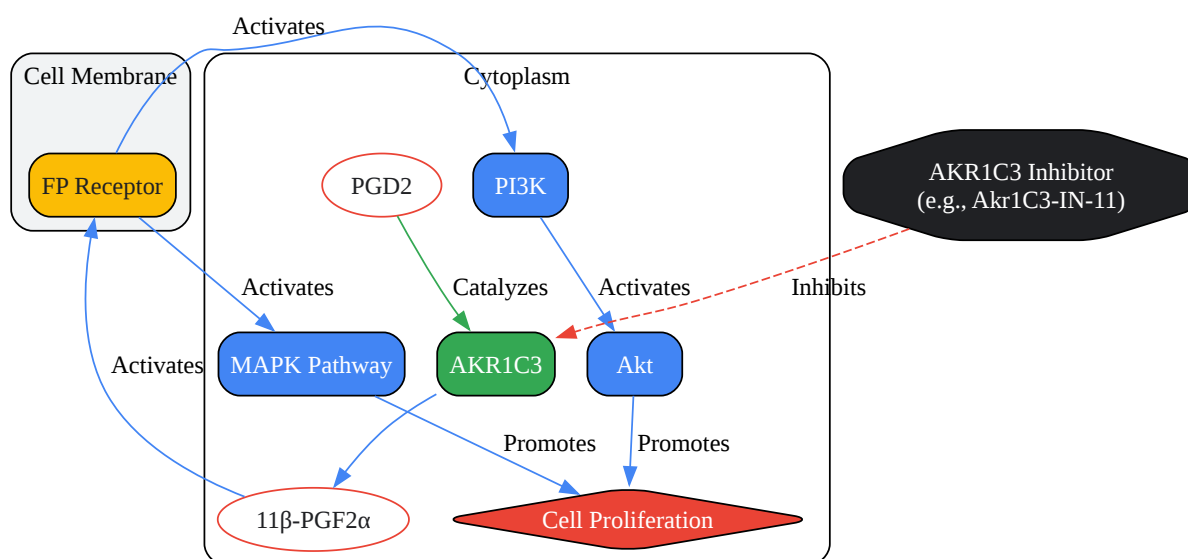 Activates
Cell Membrane
Cytoplasm
FP Receptor
PGD2
PI3K
AKR1C3 Inhibitor
(e.g., Akr1C3-IN-11)
Activates
Catalyzes
Activates
Inhibits
Activates
MAPK Pathway
AKR1C3
Akt
Promotes
Promotes
11β-PGF2α
Cell Proliferation